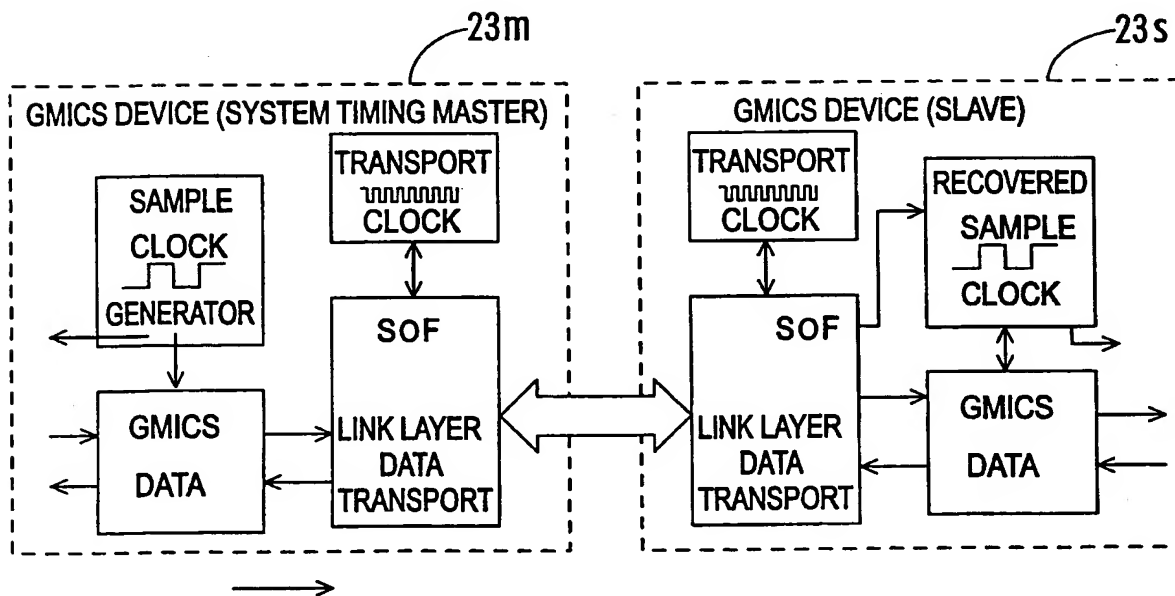 23m
23s
GMICS DEVICE (SYSTEM TIMING MASTER)
TRANSPORT
CLOCK
SAMPLE
CLOCK
GENERATOR
SOF
LINK LAYER
DATA
TRANSPORT
GMICS
DATA
GMICS DEVICE (SLAVE)
TRANSPORT
CLOCK
RECOVERED
SAMPLE
CLOCK
SOF
LINK LAYER
DATA
TRANSPORT
GMICS
DATA